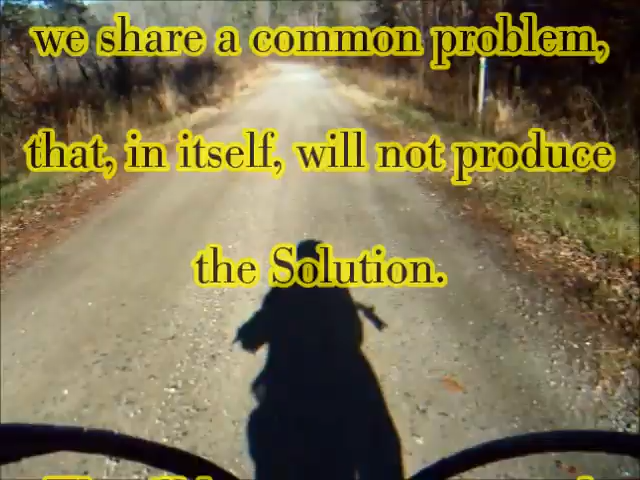 we share a common problem,
that, in itself, will not produce
the Solution.